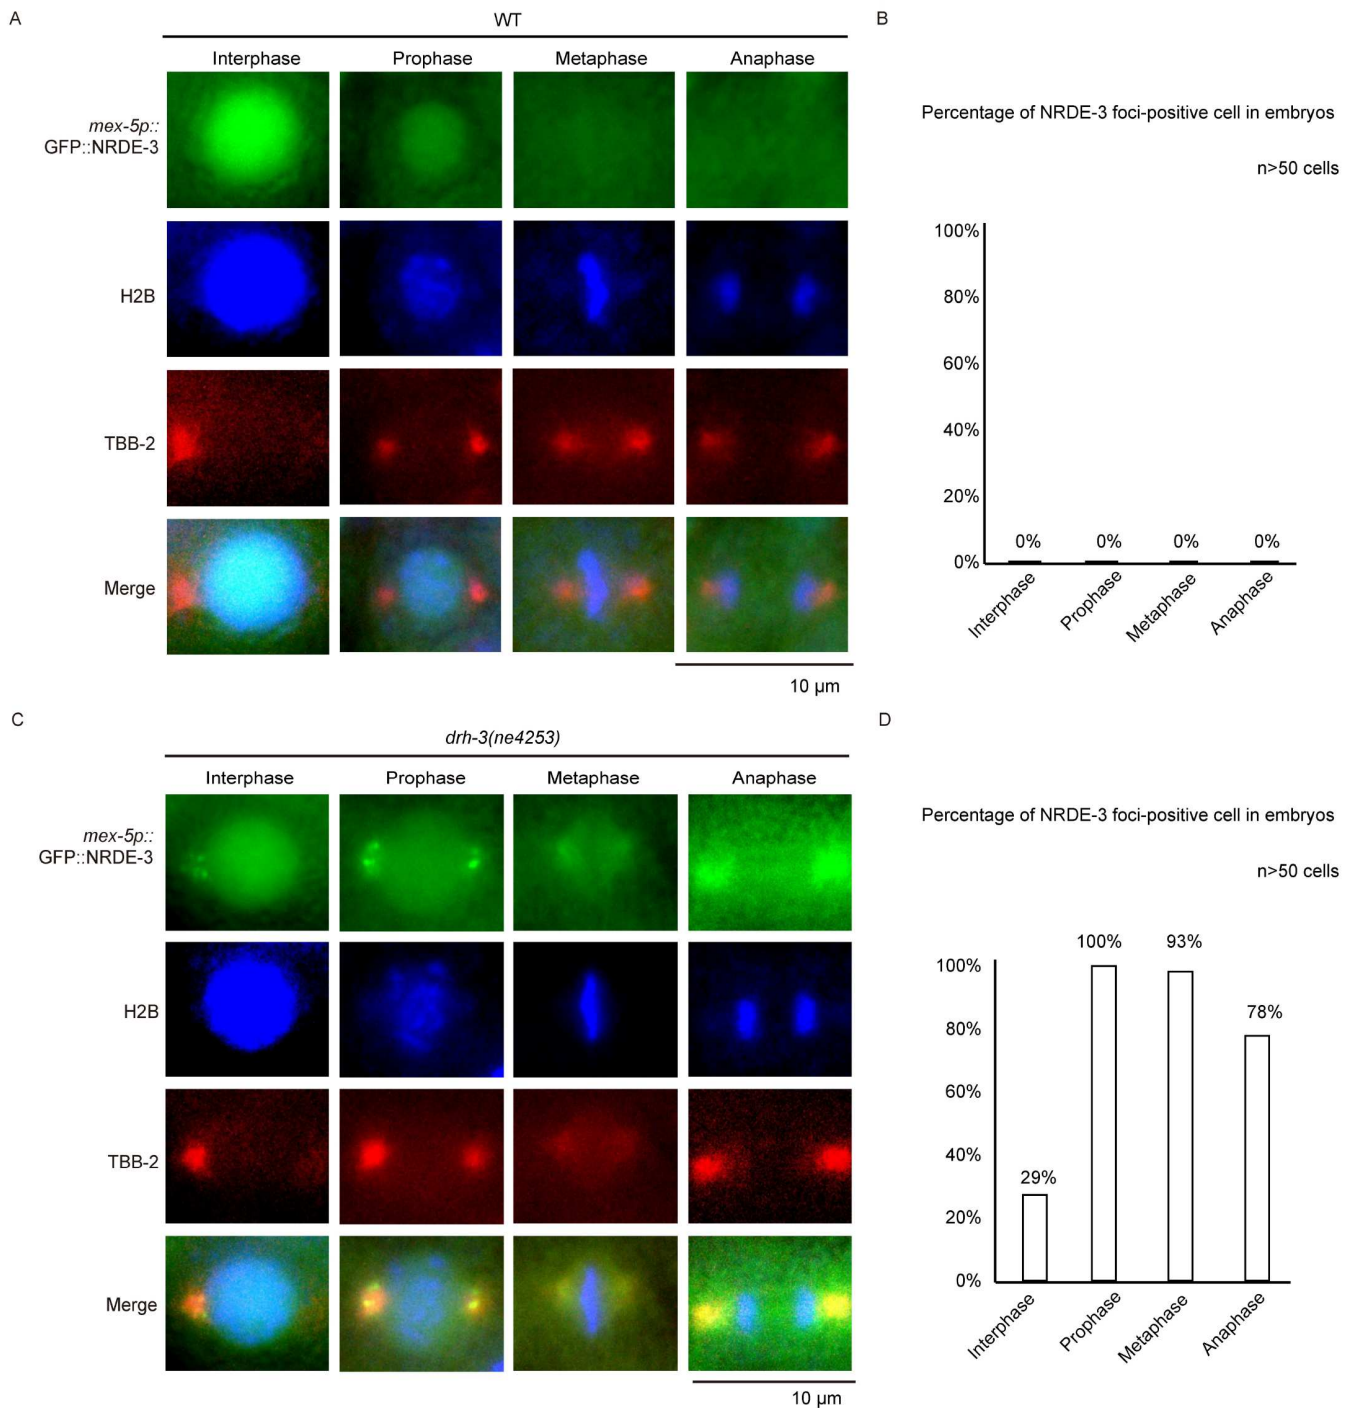 A
WT
Interphase Prophase Metaphase Anaphase
mex-5p::
GFP::NRDE-3
H2B
TBB-2
Merge
10 µm
B
Percentage of NRDE-3 foci-positive cell in embryos
n>50 cells
100%
80%
60%
40%
20%
0%
0% 0% 0% 0%
Interphase Prophase Metaphase Anaphase
C
drh-3(ne4253)
Interphase Prophase Metaphase Anaphase
mex-5p::
GFP::NRDE-3
H2B
TBB-2
Merge
10 µm
D
Percentage of NRDE-3 foci-positive cell in embryos
n>50 cells
100%
80%
60%
40%
20%
0%
29% 100% 93% 78%
Interphase Prophase Metaphase Anaphase